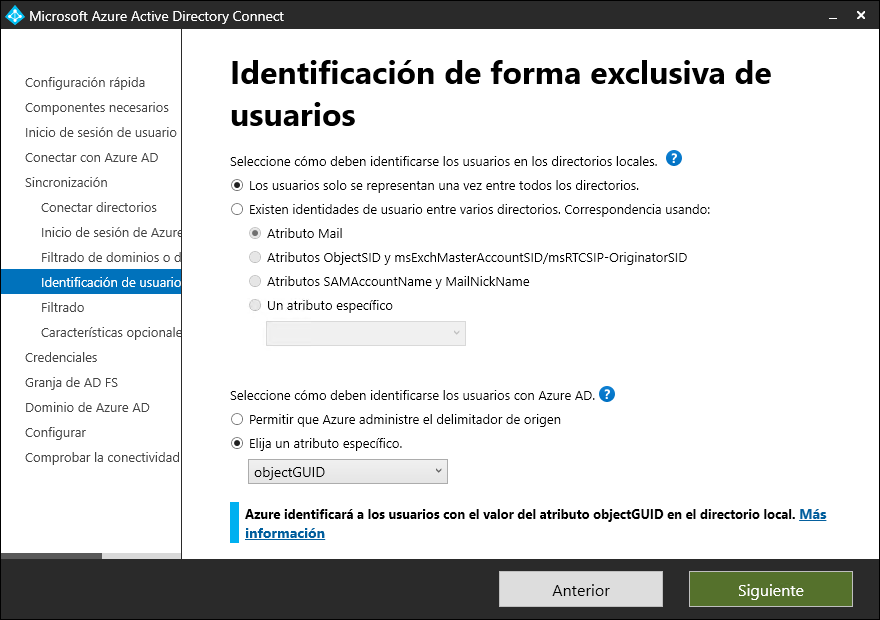 Microsoft Azure Active Directory Connect
Configuración rápida
Componentes necesarios
Inicio de sesión de usuario
Conectar con Azure AD
Sincronización
Conectar directorios
Inicio de sesión de Azure
Filtrado de dominios o d
Identificación de usuario
Filtrado
Características opcionale
Credenciales
Granja de AD FS
Dominio de Azure AD
Configurar
Comprobar la conectividad
Identificación de forma exclusiva de
usuarios
Seleccione cómo deben identificarse los usuarios en los directorios locales. ?
Los usuarios solo se representan una vez entre todos los directorios.
Existen identidades de usuario entre varios directorios. Correspondencia usando:
Atributo Mail
Atributos ObjectSID y msExchMasterAccountSID/msRTCSIP-OriginatorSID
Atributos SAMAccountName y MailNickName
Un atributo específico
Seleccione cómo deben identificarse los usuarios con Azure AD. ?
Permitir que Azure administre el delimitador de origen
Elija un atributo específico.
objectGUID
Azure identificará a los usuarios con el valor del atributo objectGUID en el directorio local. Más
información
Anterior
Siguiente